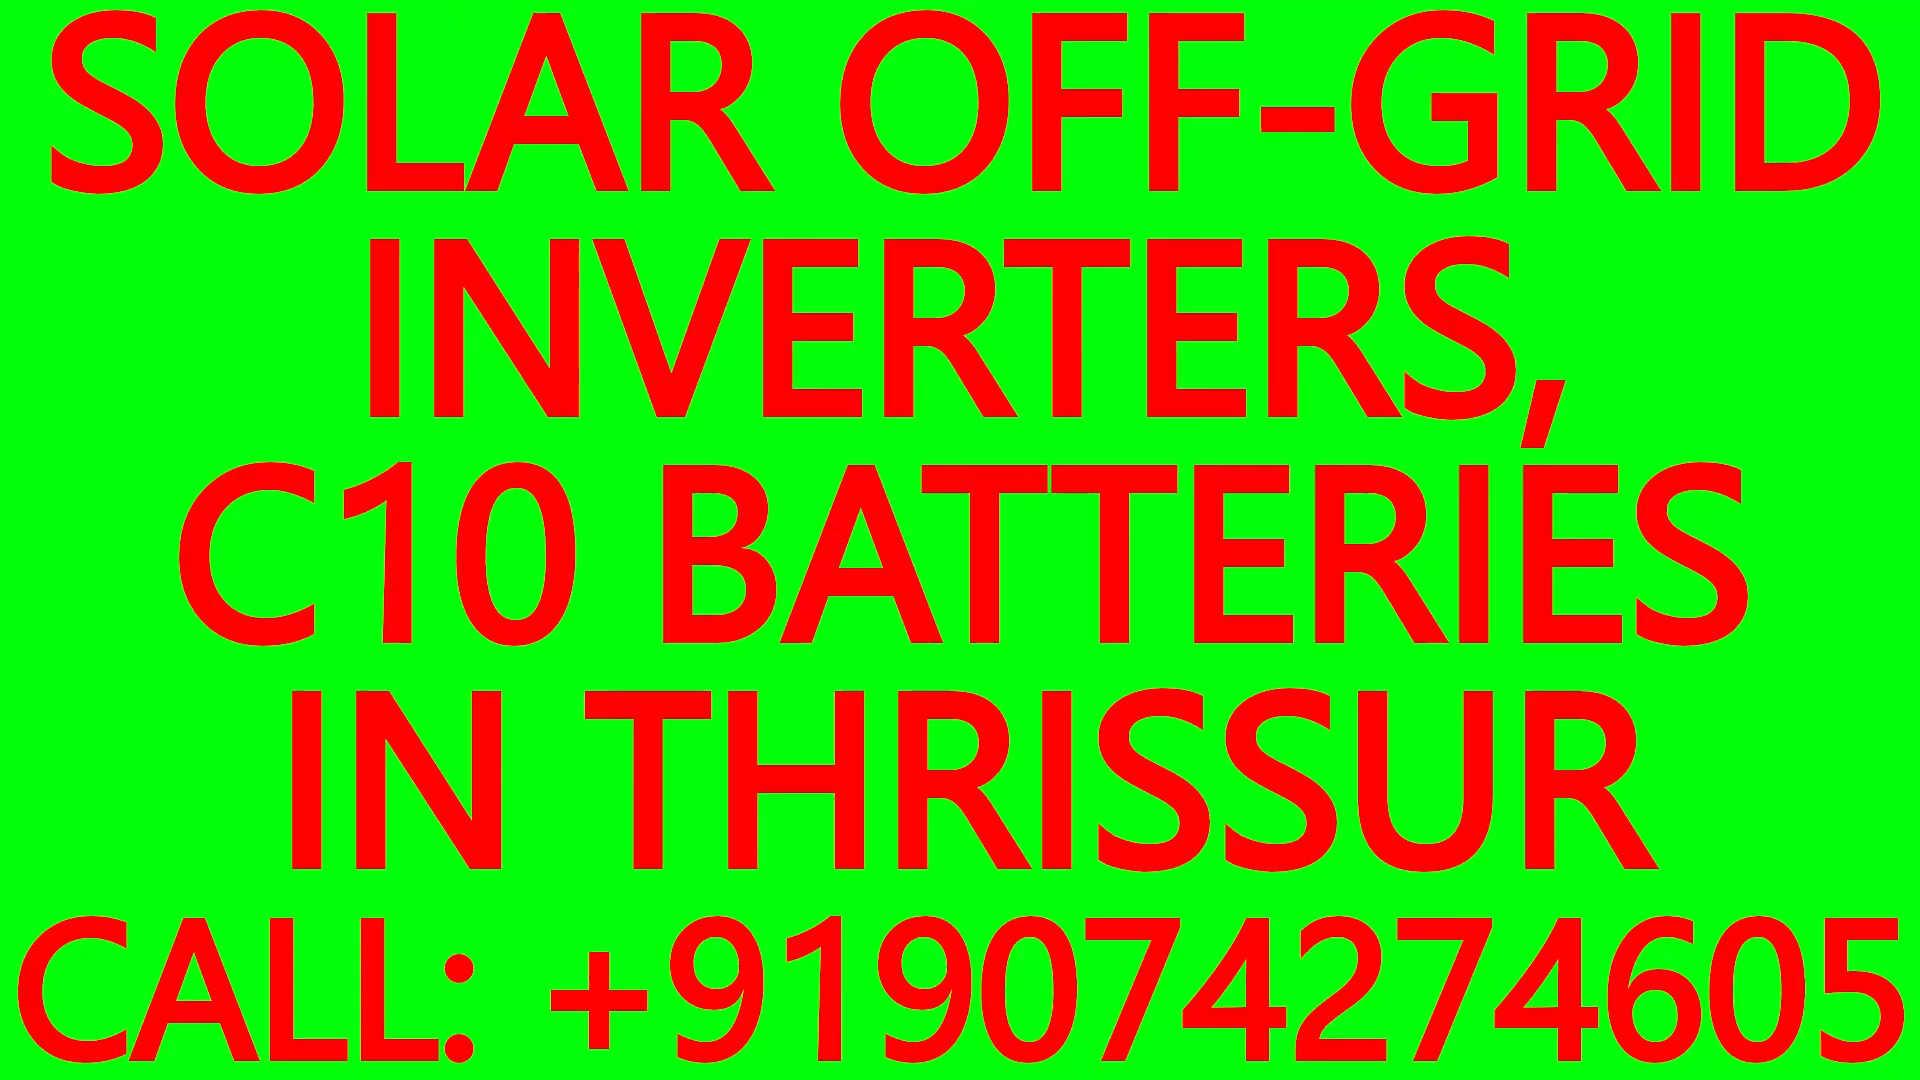 SOLAR OFF-GRID
INVERTERS,
C10 BATTERIES
IN THRISSUR
CALL: +919074274605